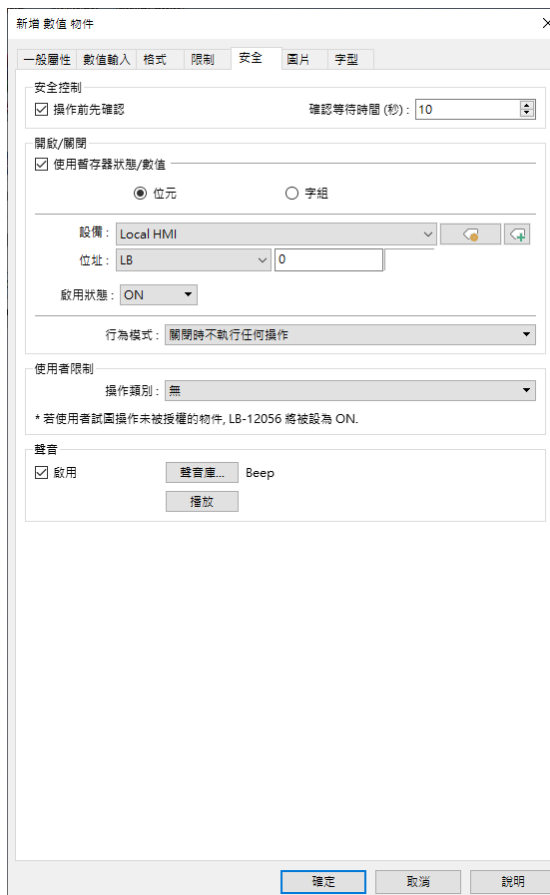 新增 數值 物件
一般屬性 數值輸入 格式 限制 安全 圖片 字型
安全控制
操作前先確認 確認等待時間 (秒) : 10
開啟/關閉
使用暫存器狀態/數值
位元 字組
設備 : Local HMI
位址 : LB 0
啟用狀態 : ON
行為模式 : 關閉時不執行任何操作
使用者限制
操作類別 : 無
* 若使用者試圖操作未被授權的物件, LB-12056 將被設為 ON.
聲音
啟用 聲音庫... Beep
播放
確定 取消 說明